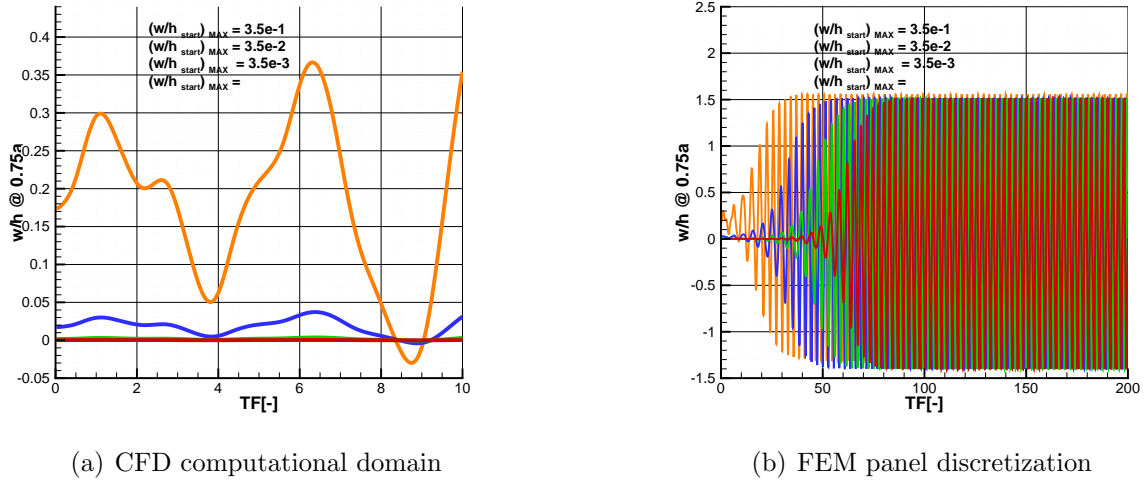 (w/h start) MAX = 3.5e-1
(w/h start) MAX = 3.5e-2
(w/h start) MAX = 3.5e-3
(w/h start) MAX =
w/h @ 0.75a
0.4
0.35
0.3
0.25
0.2
0.15
0.1
0.05
0
-0.05
0 2 4 6 8 10
TF[-]
(a) CFD computational domain
(w/h start) MAX = 3.5e-1
(w/h start) MAX = 3.5e-2
(w/h start) MAX = 3.5e-3
(w/h start) MAX =
w/h @ 0.75a
2.5
2
1.5
1
0.5
0
-0.5
-1
-1.5
0 50 100 150 200
TF[-]
(b) FEM panel discretization